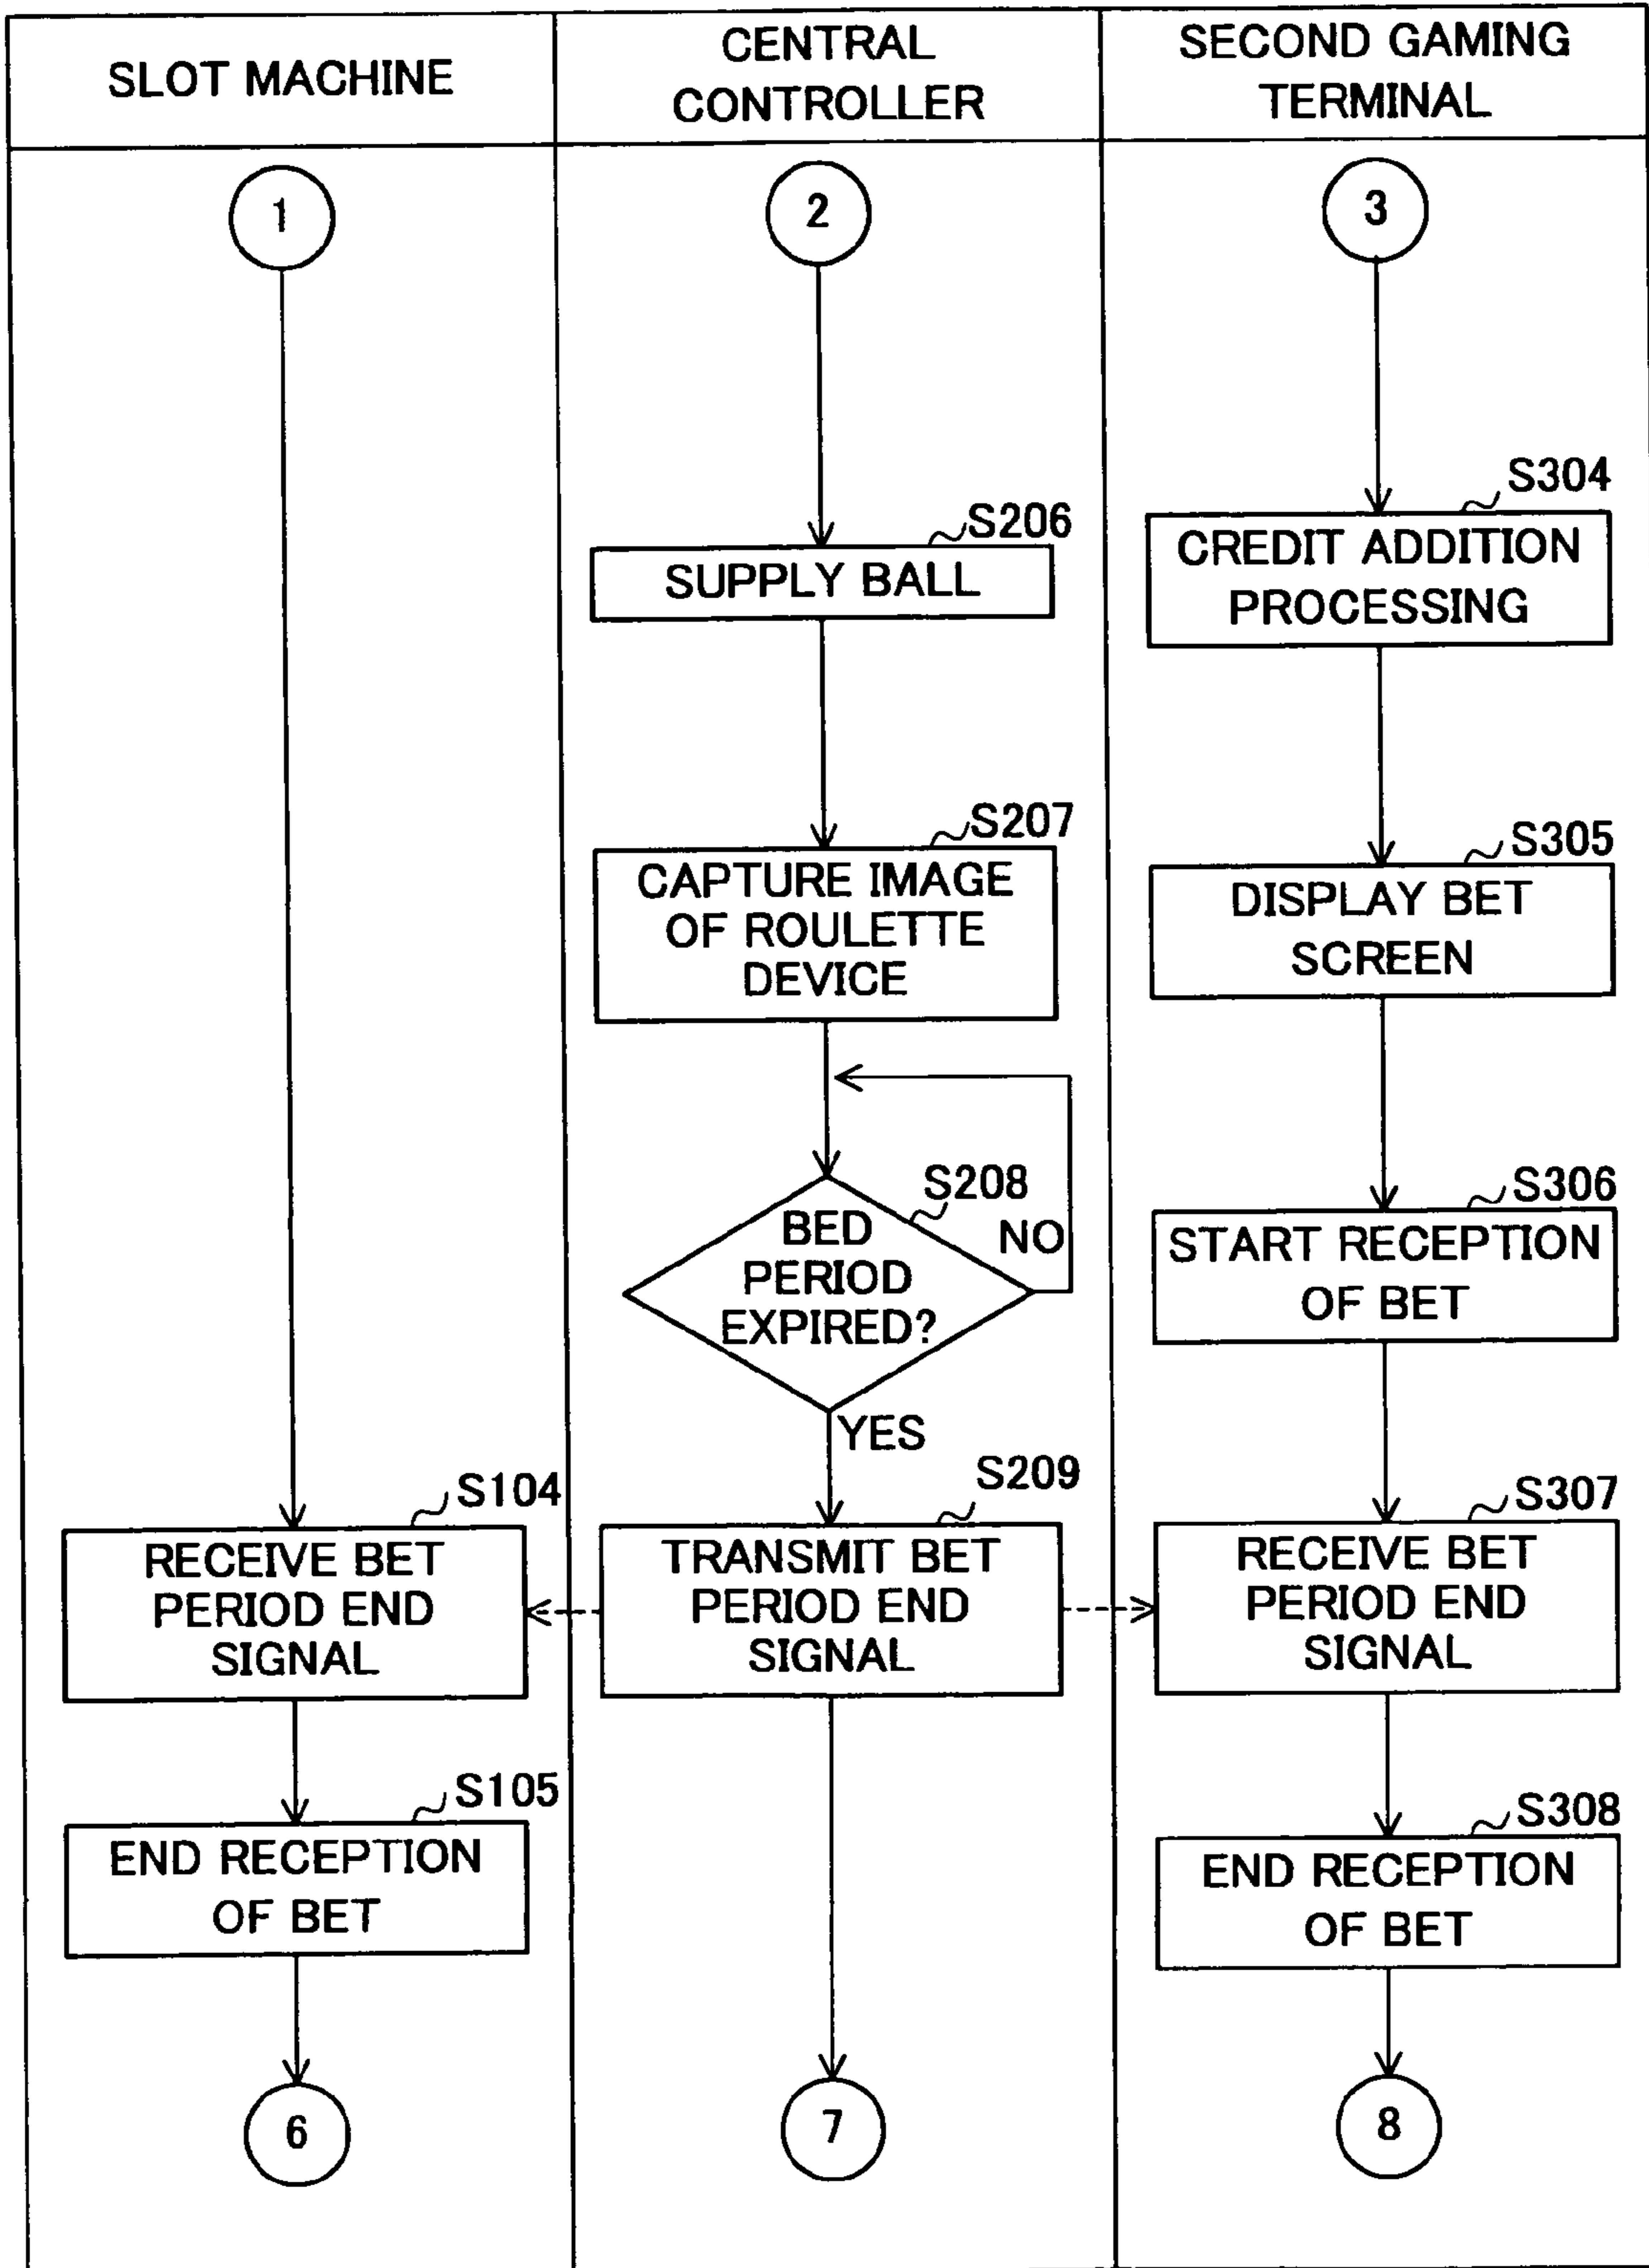 SLOT MACHINE
CENTRAL
CONTROLLER
SECOND GAMING
TERMINAL
1
2
3
S304
CREDIT ADDITION
PROCESSING
S206
SUPPLY BALL
S207
CAPTURE IMAGE
OF ROULETTE
DEVICE
S305
DISPLAY BET
SCREEN
S208
BED
PERIOD
EXPIRED?
NO
YES
S306
START RECEPTION
OF BET
S104
RECEIVE BET
PERIOD END
SIGNAL
S209
TRANSMIT BET
PERIOD END
SIGNAL
S307
RECEIVE BET
PERIOD END
SIGNAL
S105
END RECEPTION
OF BET
S308
END RECEPTION
OF BET
6
7
8